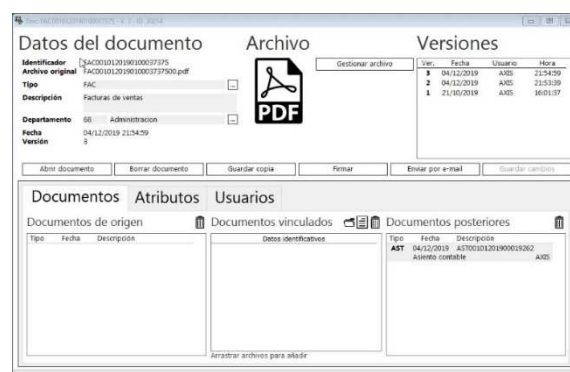 Datos del documento
Archivo
Versiones
Identificador FAC0010120190100037375
Archivo original FAC001012019010003737500.pdf
Tipo FAC ...
Descripción Facturas de ventas
Departamento 68 Administracion ...
Fecha 04/12/2019 21:54:59
Versión 3
PDF
Gestionar archivo
Ver. Fecha Usuario Hora
3 04/12/2019 AXIS 21:54:59
2 04/12/2019 AXIS 21:53:39
1 21/10/2019 AXIS 16:01:37
Abrir documento Borrar documento Guardar copia Firmar Enviar por e-mail Guardar cambios
Documentos Atributos Usuarios
Documentos de origen
Tipo Fecha Descripción
Documentos vinculados
Datos identificativos
Arrastrar archivos para añadir
Documentos posteriores
Tipo Fecha Descripción
AST 04/12/2019 AST00101201900019262
Asiento contable AXIS